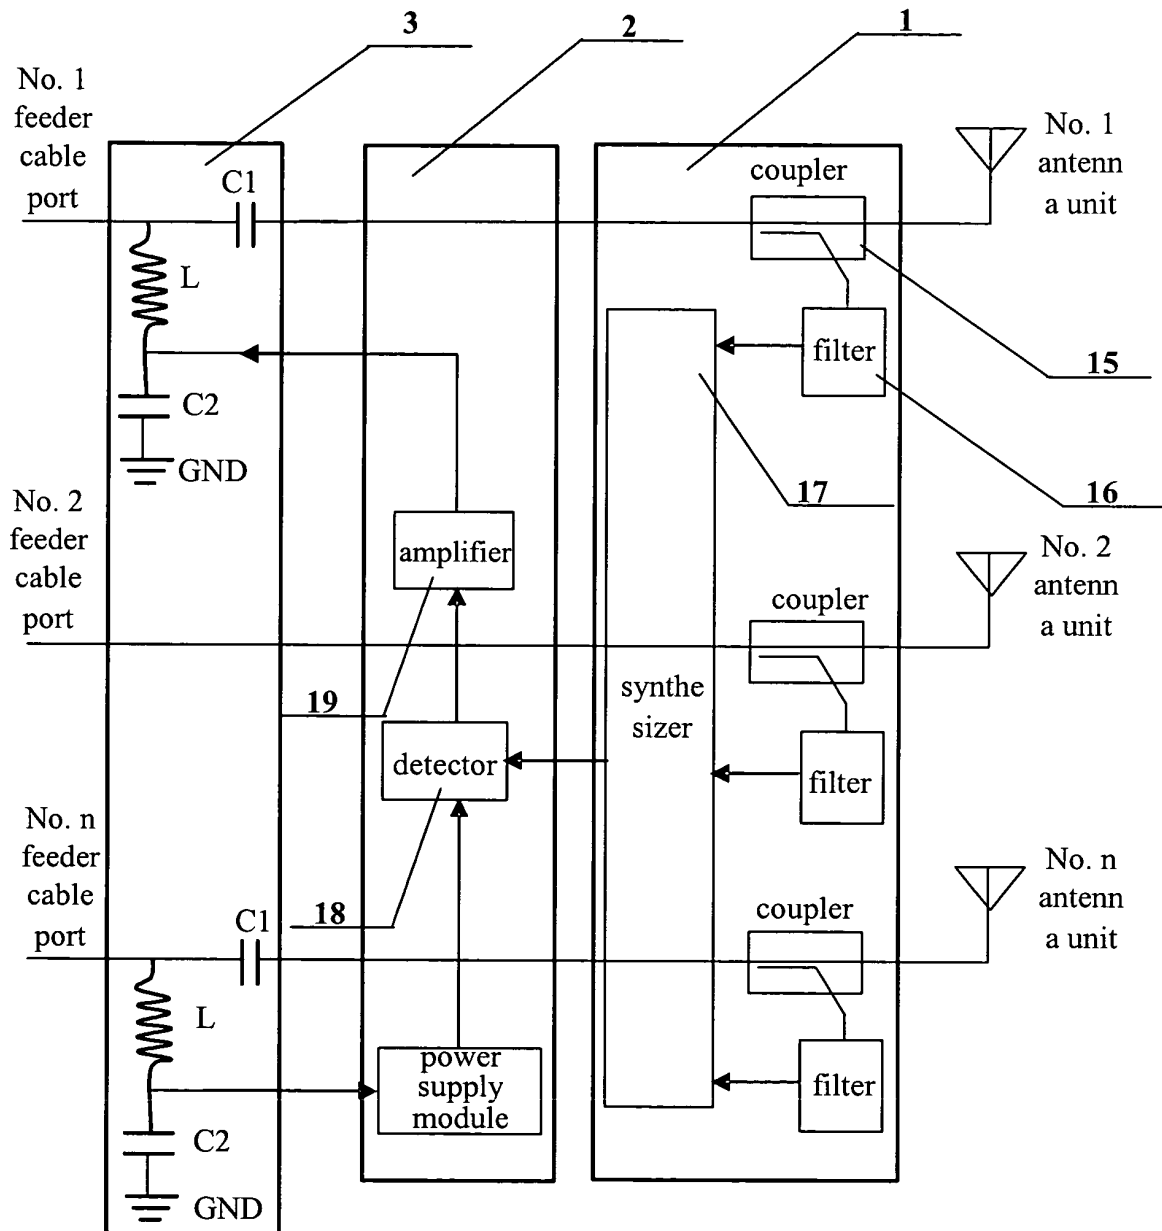 3
2
1
No. 1
feeder
cable
port
C1
coupler
No. 1
antenn
a unit
L
filter
15
C2
GND
17
16
No. 2
feeder
cable
port
amplifier
coupler
No. 2
antenn
a unit
19
synthe
sizer
detector
filter
No. n
feeder
cable
port
C1
18
coupler
No. n
antenn
a unit
L
power
supply
module
filter
C2
GND